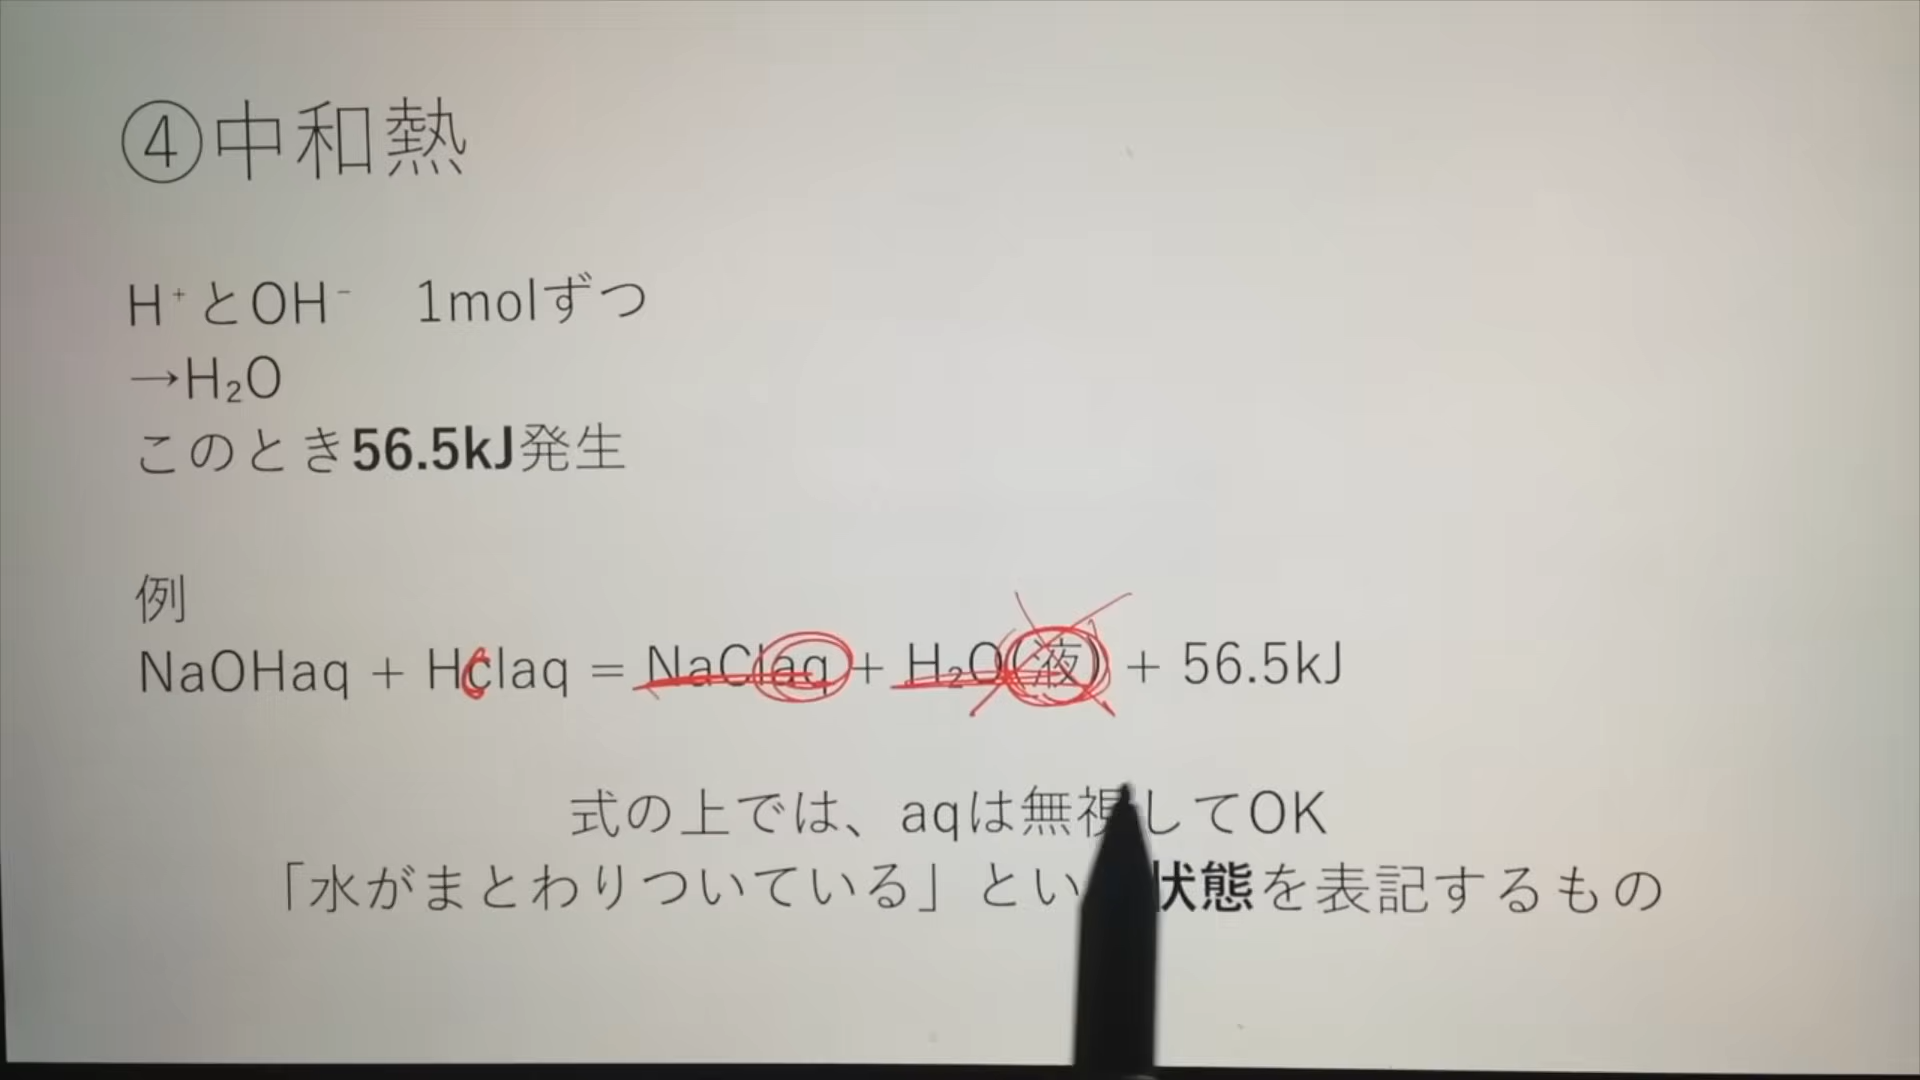 ④中和熱
H⁺とOH⁻ 1molずつ
→H₂O
このとき56.5kJ発生
例
NaOHaq + Hclaq = NaClaq + H₂O(液) + 56.5kJ
式の上では、aqは無視してOK
「水がまとわりついている」とい 状態を表記するもの